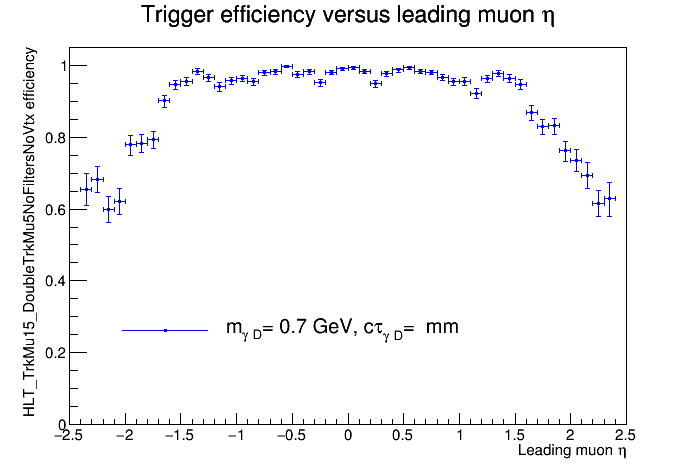 Trigger efficiency versus leading muon η
HLT_TrkMu15_DoubleTrkMu5NoFiltersNoVtx efficiency
1
0.8
0.6
0.4
0.2
0
m_γ D= 0.7 GeV, cτ_γ D=  mm
−2.5 −2 −1.5 −1 −0.5 0 0.5 1 1.5 2 2.5
Leading muon η